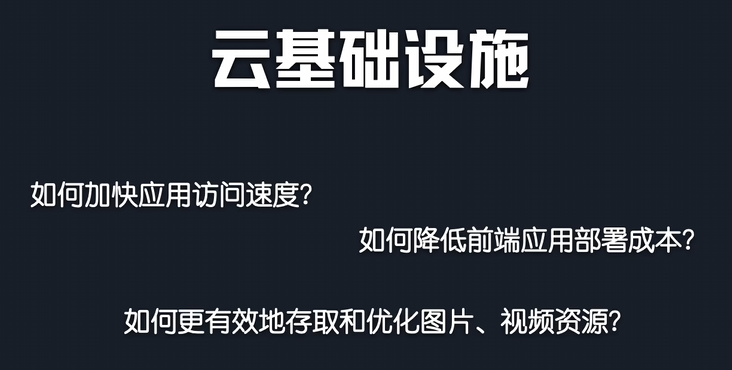 云基础设施
如何加快应用访问速度？
如何降低前端应用部署成本？
如何更有效地存取和优化图片、视频资源？